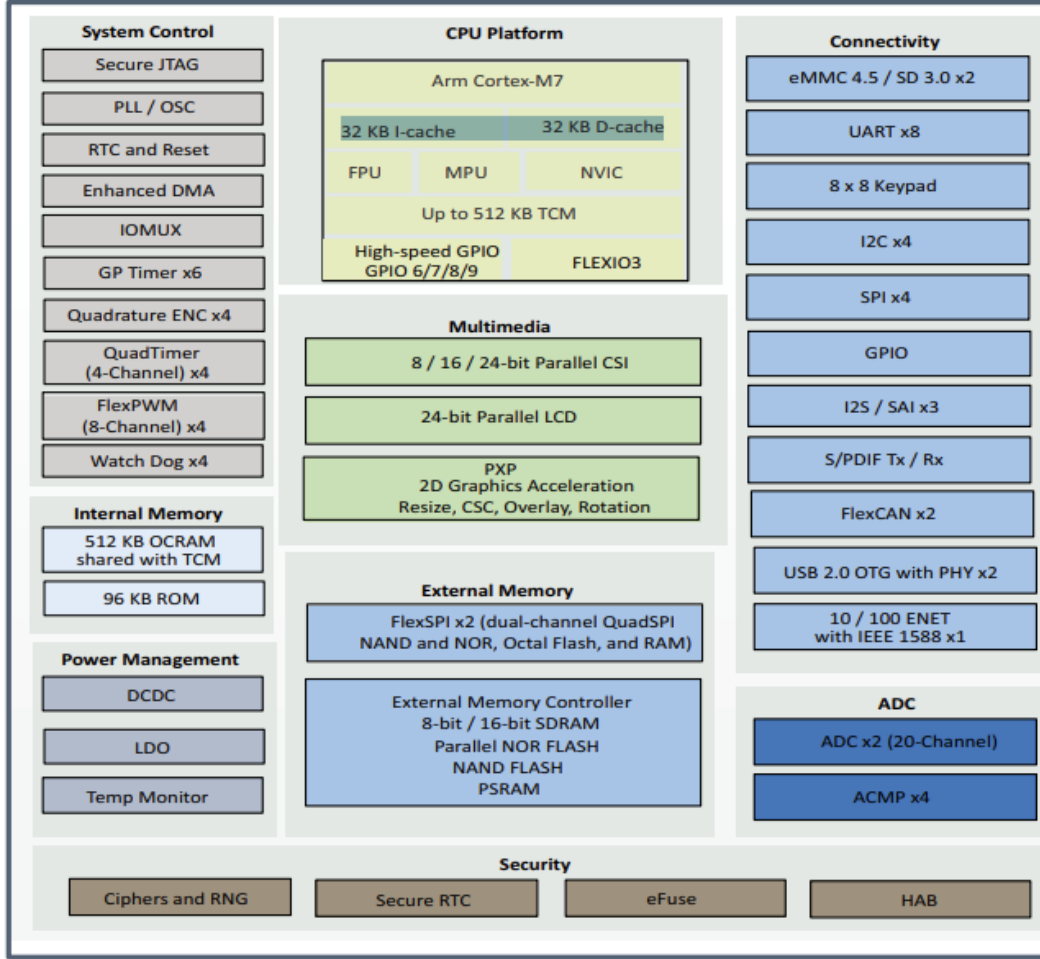 System Control
Secure JTAG
PLL / OSC
RTC and Reset
Enhanced DMA
IOMUX
GP Timer x6
Quadrature ENC x4
QuadTimer
(4-Channel) x4
FlexPWM
(8-Channel) x4
Watch Dog x4
Internal Memory
512 KB OCRAM
shared with TCM
96 KB ROM
Power Management
DCDC
LDO
Temp Monitor
CPU Platform
Arm Cortex-M7
32 KB I-cache
32 KB D-cache
FPU
MPU
NVIC
Up to 512 KB TCM
High-speed GPIO
GPIO 6/7/8/9
FLEXIO3
Multimedia
8 / 16 / 24-bit Parallel CSI
24-bit Parallel LCD
PXP
2D Graphics Acceleration
Resize, CSC, Overlay, Rotation
External Memory
FlexSPI x2 (dual-channel QuadSPI
NAND and NOR, Octal Flash, and RAM)
External Memory Controller
8-bit / 16-bit SDRAM
Parallel NOR FLASH
NAND FLASH
PSRAM
Connectivity
eMMC 4.5 / SD 3.0 x2
UART x8
8 x 8 Keypad
I2C x4
SPI x4
GPIO
I2S / SAI x3
S/PDIF Tx / Rx
FlexCAN x2
USB 2.0 OTG with PHY x2
10 / 100 ENET
with IEEE 1588 x1
ADC
ADC x2 (20-Channel)
ACMP x4
Security
Ciphers and RNG
Secure RTC
eFuse
HAB